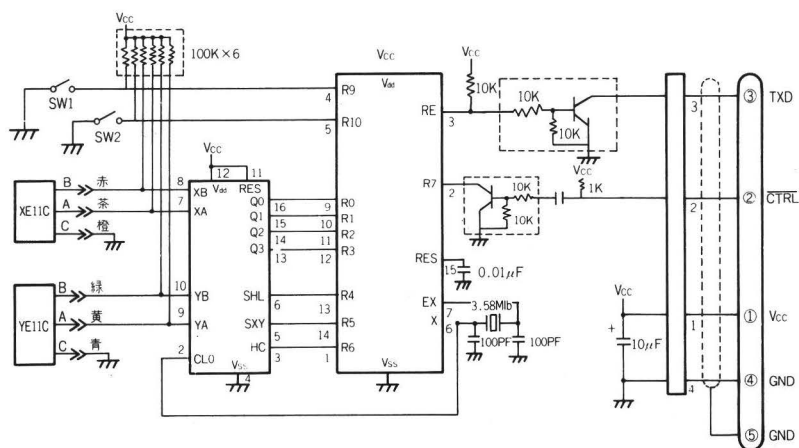 Vcc
100K×6
SW1
SW2
4
5
R9
R10
Vcc
Vdd
RE
3
Vcc
10K
10K
10K
R7
2
10K
10K
Vcc
1K
3
2
1
4
③ TXD
② CTRL
① Vcc
④ GND
⑤ GND
Vcc
12
11
Vdd
RES
XE11C
B 赤
A 茶
C 橙
8
7
XB
XA
Q0
Q1
Q2
Q3
16
15
14
13
9
10
11
12
R0
R1
R2
R3
YE11C
B 緑
A 黄
C 青
10
9
2
YB
YA
CLO
SHL
SXY
HC
6
5
3
13
14
1
R4
R5
R6
Vss
4
Vss
RES
15
0.01μF
EX
X
7
6
3.58Mb
100PF
100PF
Vcc
+
10μF